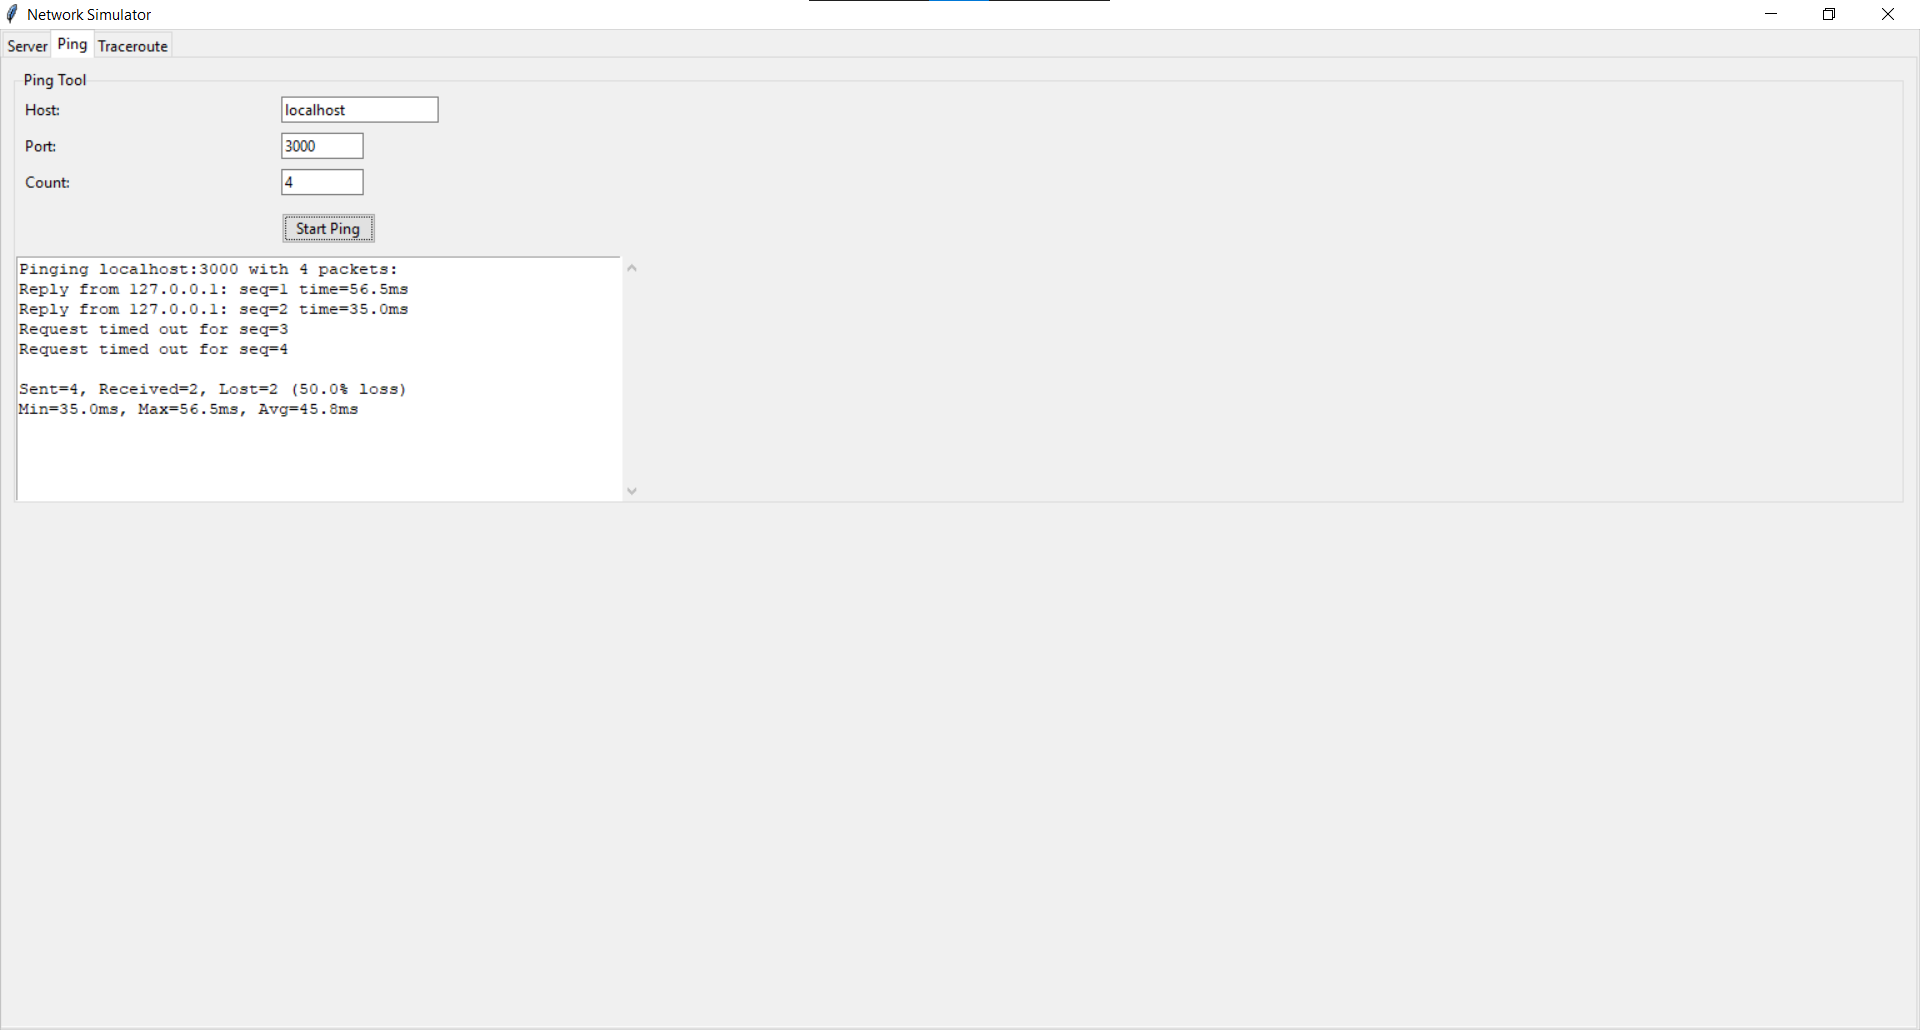 Network Simulator
Server Ping Traceroute
Ping Tool
Host: localhost
Port: 3000
Count: 4
Start Ping
Pinging localhost:3000 with 4 packets:
Reply from 127.0.0.1: seq=1 time=56.5ms
Reply from 127.0.0.1: seq=2 time=35.0ms
Request timed out for seq=3
Request timed out for seq=4
Sent=4, Received=2, Lost=2 (50.0% loss)
Min=35.0ms, Max=56.5ms, Avg=45.8ms